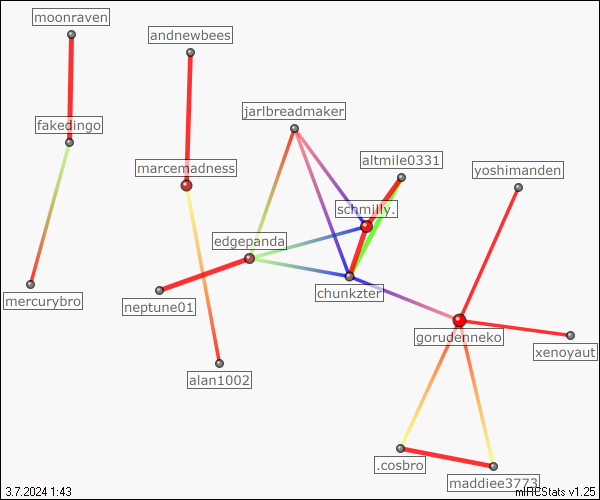 moonraven
andnewbees
jarlbreadmaker
fakedingo
altmile0331
marcemadness
yoshimanden
schmilly.
edgepanda
chunkzter
mercurybro
neptune01
gorudenneko
xenoyaut
alan1002
.cosbro
maddiee3773
3.7.2024 1:43
mIRCStats v1.25